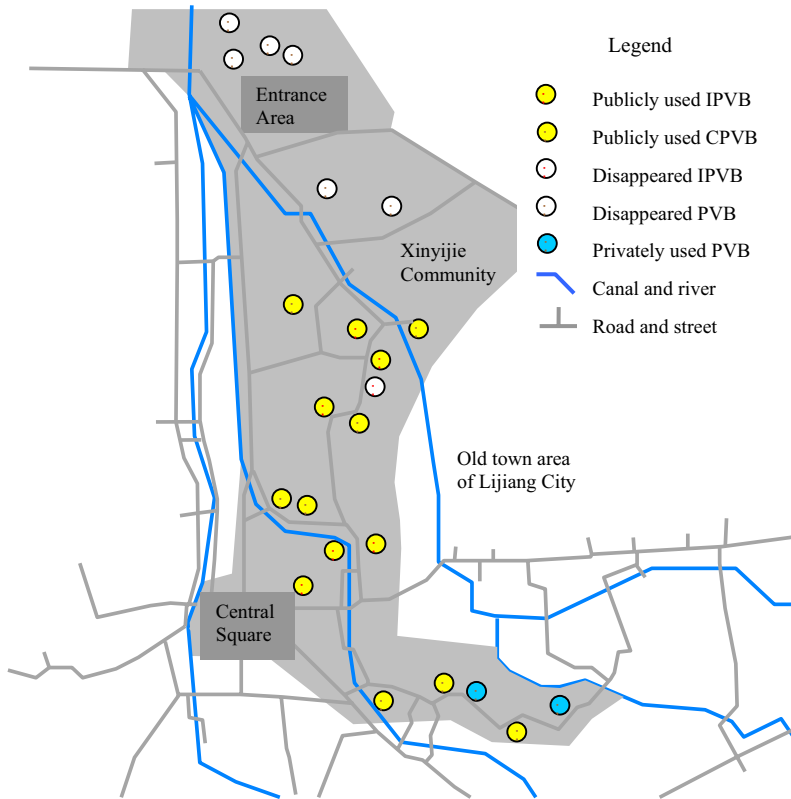 Legend
Entrance
Area
Publicly used IPVB
Publicly used CPVB
Disappeared IPVB
Disappeared PVB
Privately used PVB
Canal and river
Road and street
Xinyijie
Community
Old town area
of Lijiang City
Central
Square